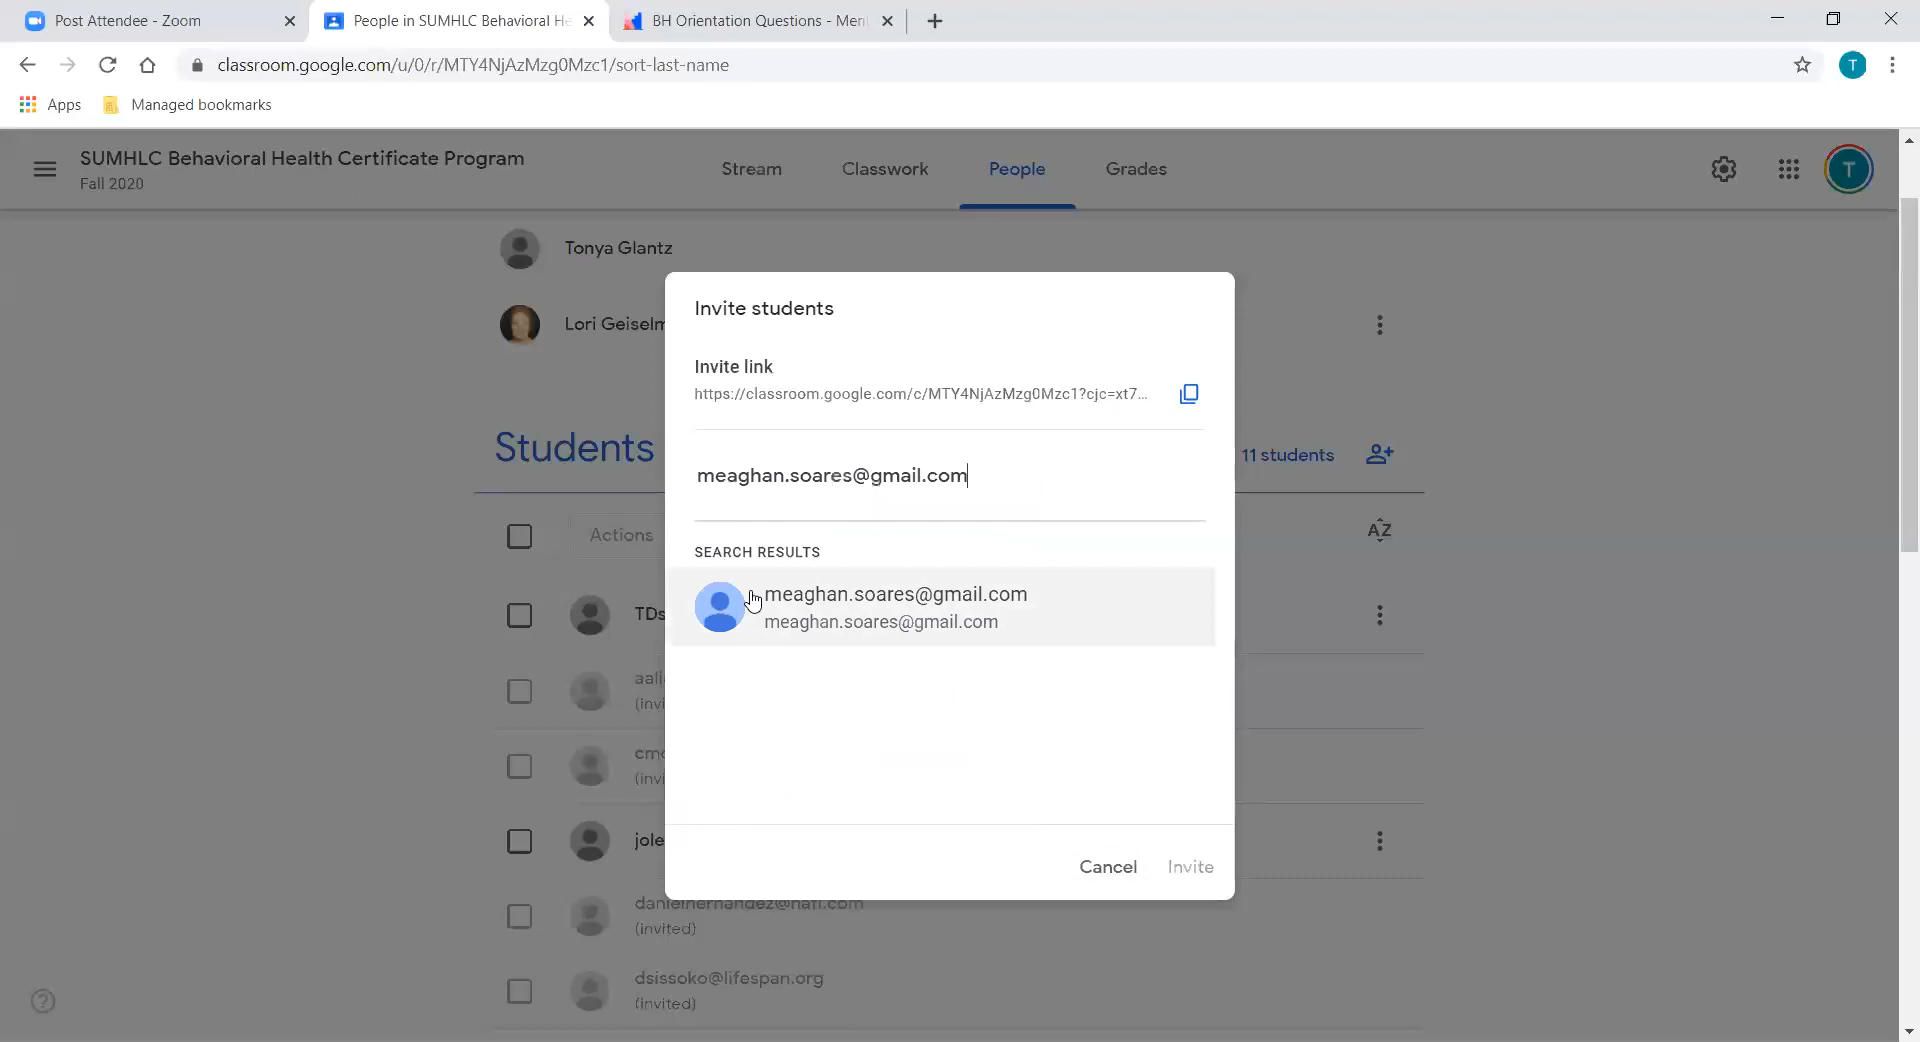 Post Attendee - Zoom
People in SUMHLC Behavioral He
BH Orientation Questions - Ment
classroom.google.com/u/0/r/MTY4NjAzMzg0Mzc1/sort-last-name
T
Apps
Managed bookmarks
SUMHLC Behavioral Health Certificate Program
Fall 2020
Stream
Classwork
People
Grades
T
Tonya Glantz
Lori Geiselm
Invite students
Invite link
https://classroom.google.com/c/MTY4NjAzMzg0Mzc1?cjc=xt7...
Students
11 students
meaghan.soares@gmail.com
Actions
AZ
SEARCH RESULTS
meaghan.soares@gmail.com
meaghan.soares@gmail.com
TDs
aali
(invi
cmc
(invi
jole
Cancel
Invite
danielhernandez@nafi.com
(invited)
dsissoko@lifespan.org
(invited)